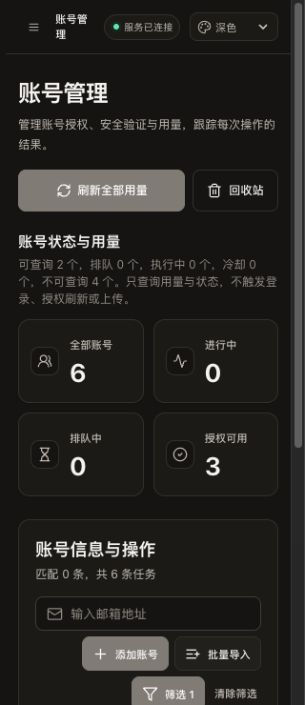 账号管
理
服务已连接
深色
账号管理
管理账号授权、安全验证与用量，跟踪每次操作的
结果。
刷新全部用量
回收站
账号状态与用量
可查询 2 个，排队 0 个，执行中 0 个，冷却 0
个，不可查询 4 个。只查询用量与状态，不触发登
录、授权刷新或上传。
全部账号
6
进行中
0
排队中
0
授权可用
3
账号信息与操作
匹配 0 条，共 6 条任务
输入邮箱地址
添加账号
批量导入
筛选 1
清除筛选